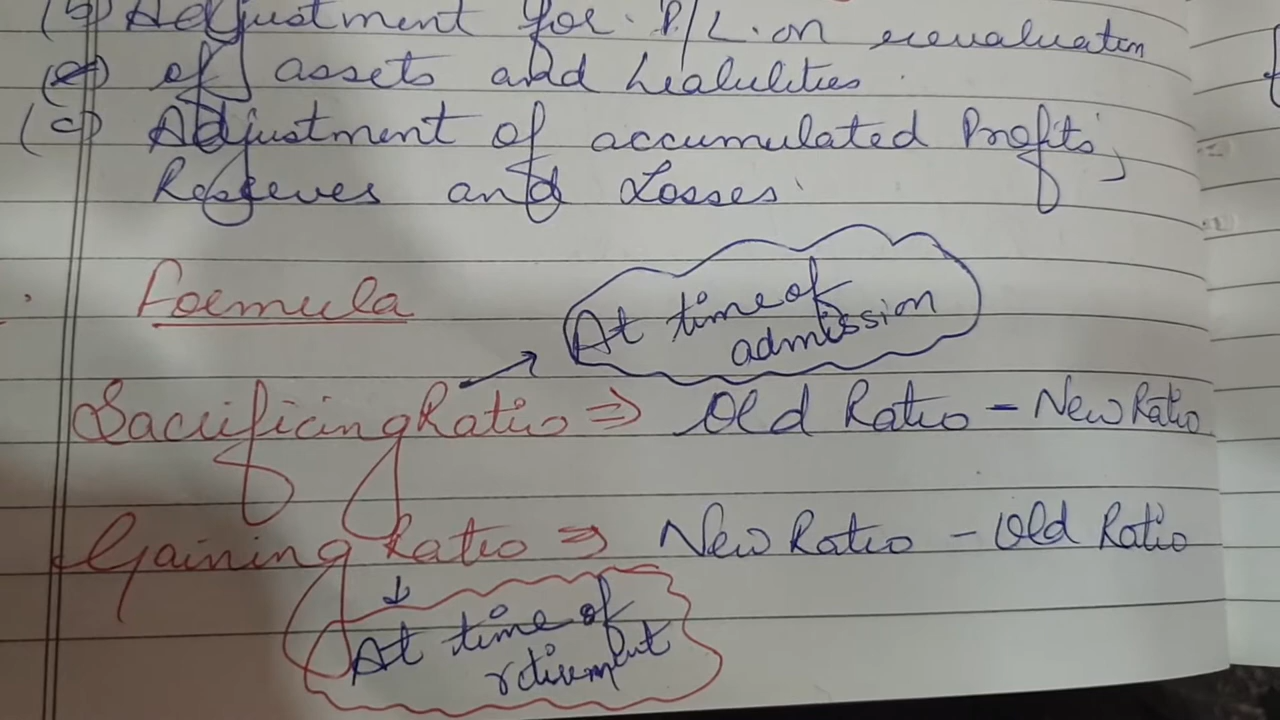 (b) Adjustment for P/L on revaluation
of assets and Liabilities.
(c) Adjustment of accumulated Profits,
Reserves and Losses.
Formula
At time of
admission
Sacrificing Ratio ⇒ Old Ratio - New Ratio
Gaining Ratio ⇒ New Ratio - Old Ratio
At time of
retirement